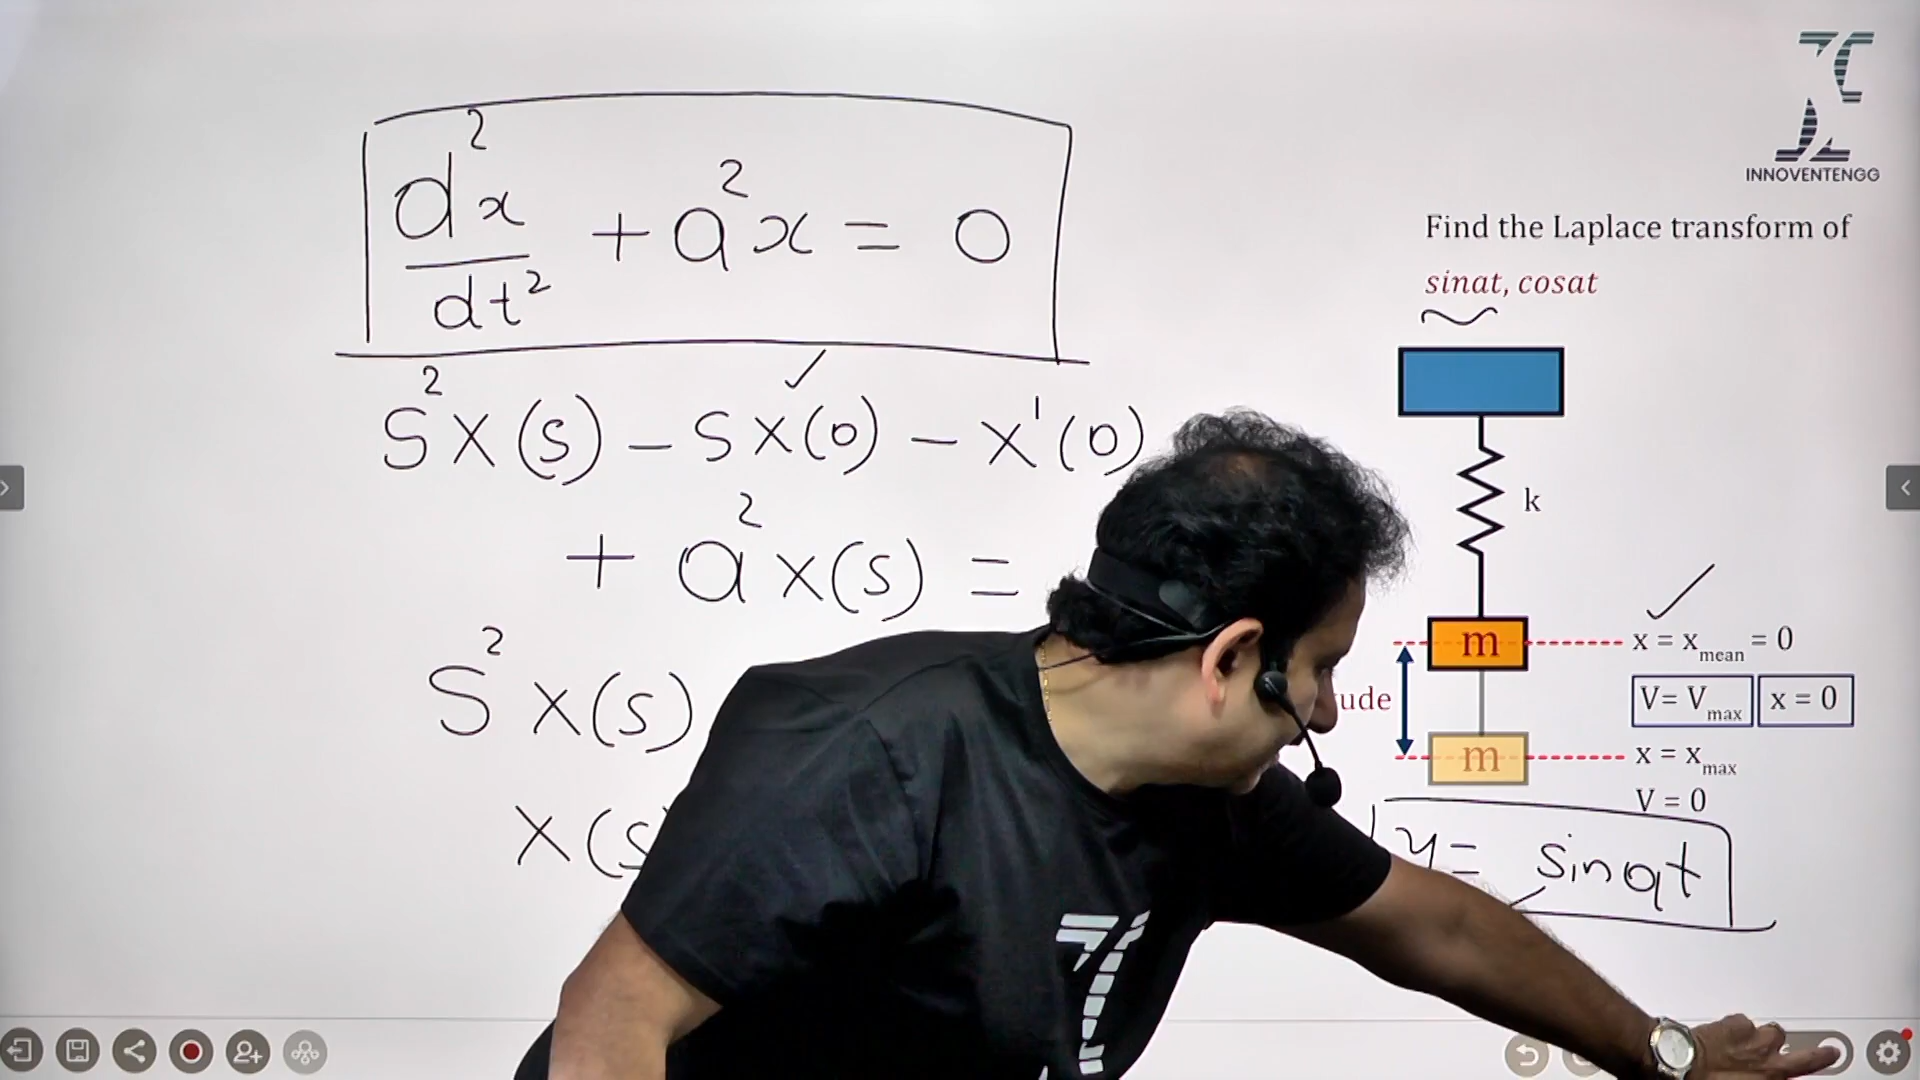 d²x/dt² + a²x = 0
s²X(s) – sX(0) – X'(0)
+ a²X(s) =
s²X(s)
X(s
INNOVENTENGG
Find the Laplace transform of
sinat, cosat
k
m
x = x_mean = 0
V= V_max
x = 0
m
x = x_max
V = 0
y = sinat